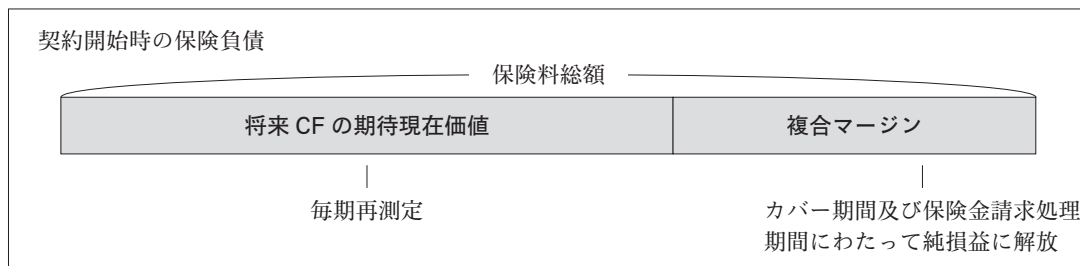 契約開始時の保険負債
保険料総額
将来 CF の期待現在価値
複合マージン
毎期再測定
カバー期間及び保険金請求処理
期間にわたって純損益に解放